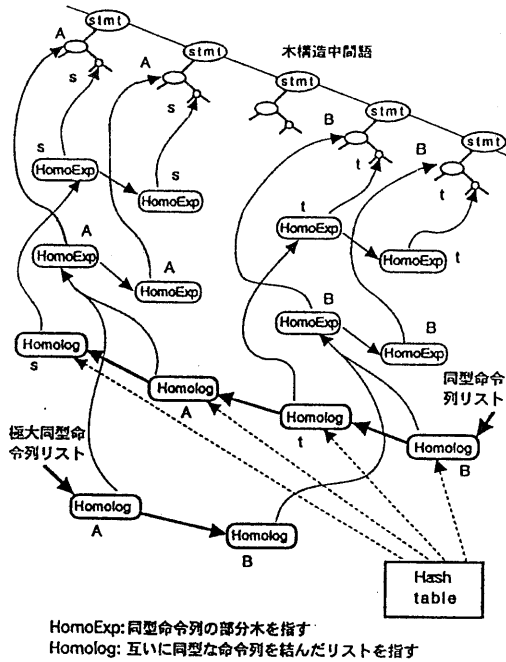 stmt
A
stmt
木構造中間語
A
s
stmt
s
stmt
B
stmt
B
t
t
s
HomoExp
s
HomoExp
t
HomoExp
t
HomoExp
A
HomoExp
A
HomoExp
B
HomoExp
B
HomoExp
Homolog
s
Homolog
A
Homolog
t
Homolog
B
同型命令
列リスト
極大同型命
令列リスト
Homolog
A
Homolog
B
Hash
table
HomoExp: 同型命令列の部分木を指す
Homolog: 互いに同型な命令列を結んだリストを指す